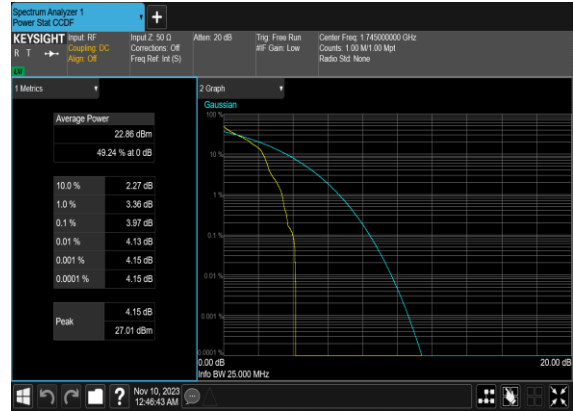 Spectrum Analyzer 1
Power Stat CCDF
KEYSIGHT
R T
LM
Input: RF
Coupling: DC
Align: Off
Input Z: 50 Ω
Corrections: Off
Freq Ref: Int (S)
Atten: 20 dB
Trig: Free Run
#IF Gain: Low
Center Freq: 1.745000000 GHz
Counts: 1.00 M/1.00 Mpt
Radio Std: None
1 Metrics
Average Power
22.86 dBm
49.24 % at 0 dB
10.0 % 2.27 dB
1.0 % 3.36 dB
0.1 % 3.97 dB
0.01 % 4.13 dB
0.001 % 4.15 dB
0.0001 % 4.15 dB
Peak
4.15 dB
27.01 dBm
2 Graph
Gaussian
100 %
10 %
1 %
0.1 %
0.01 %
0.001 %
0.0001 %
0.00 dB 20.00 dB
Info BW 25.000 MHz
Nov 10, 2023
12:46:43 AM